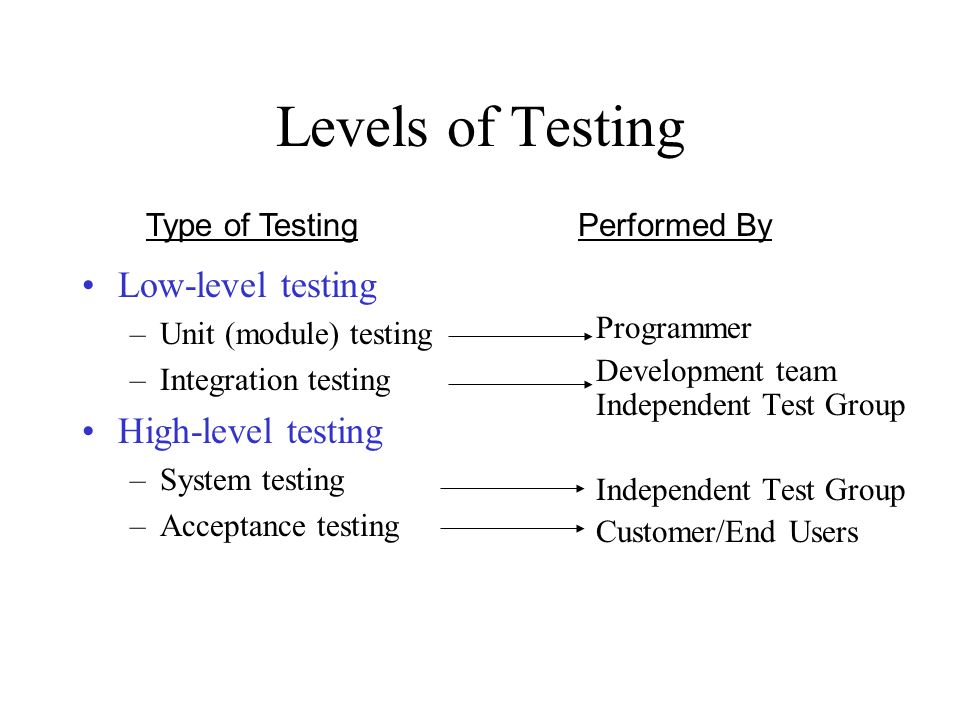 Levels of Testing
Type of Testing Performed By
• Low-level testing
– Unit (module) testing Programmer
– Integration testing Development team
Independent Test Group
• High-level testing
– System testing Independent Test Group
– Acceptance testing Customer/End Users